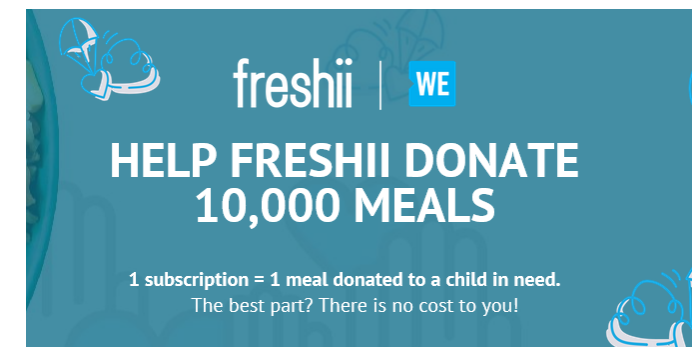 freshii | WE
HELP FRESHII DONATE
10,000 MEALS
1 subscription = 1 meal donated to a child in need.
The best part? There is no cost to you!